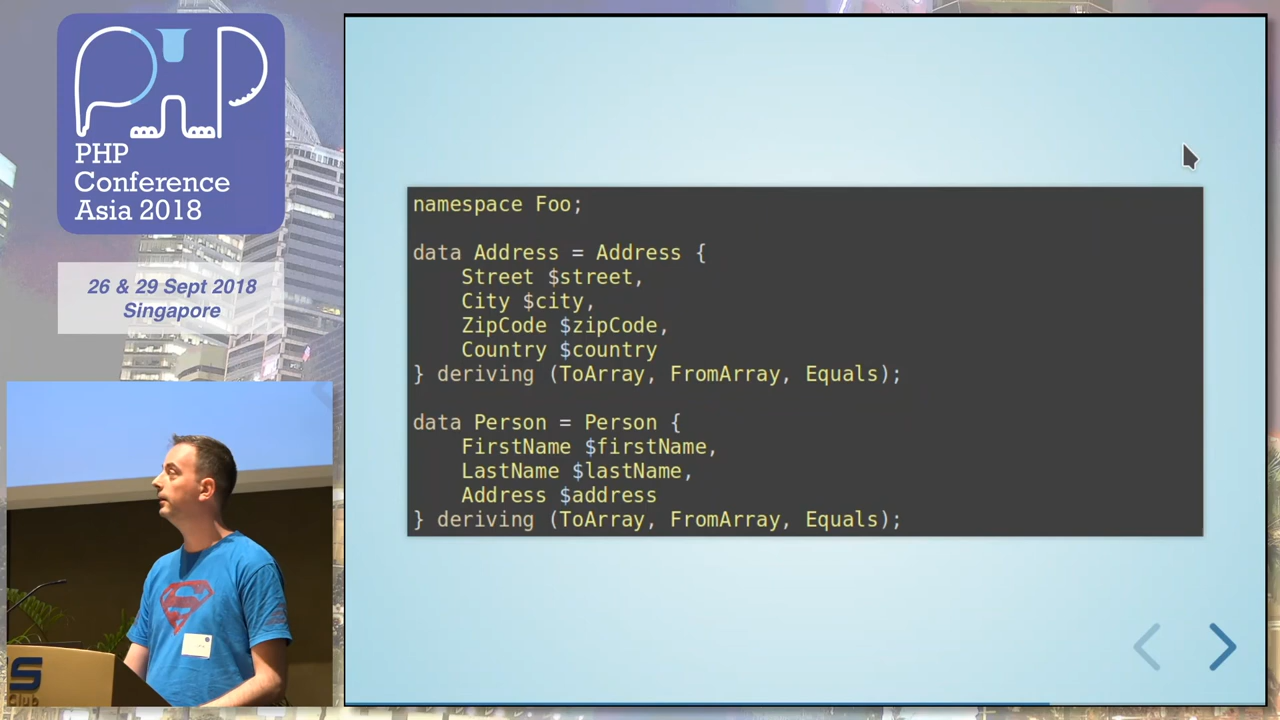 PHP
PHP
Conference
Asia 2018
26 & 29 Sept 2018
Singapore
namespace Foo;
data Address = Address {
    Street $street,
    City $city,
    ZipCode $zipCode,
    Country $country
} deriving (ToArray, FromArray, Equals);
data Person = Person {
    FirstName $firstName,
    LastName $lastName,
    Address $address
} deriving (ToArray, FromArray, Equals);
S
S
Club